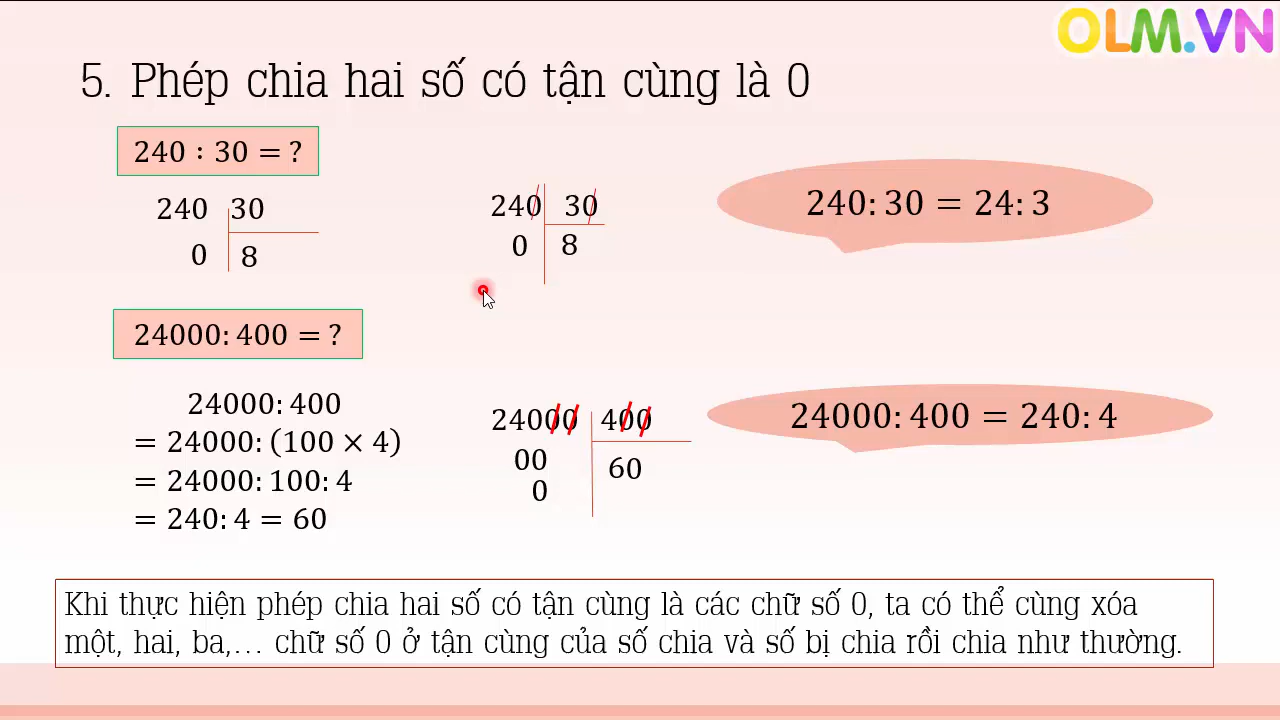 OLM.VN
5. Phép chia hai số có tận cùng là 0
240 : 30 = ?
240 30
0 8
240 30
0 8
240: 30 = 24: 3
24000: 400 = ?
24000: 400
= 24000: (100 × 4)
= 24000: 100: 4
= 240: 4 = 60
24000 400
00 60
0
24000: 400 = 240: 4
Khi thực hiện phép chia hai số có tận cùng là các chữ số 0, ta có thể cùng xóa
một, hai, ba,... chữ số 0 ở tận cùng của số chia và số bị chia rồi chia như thường.